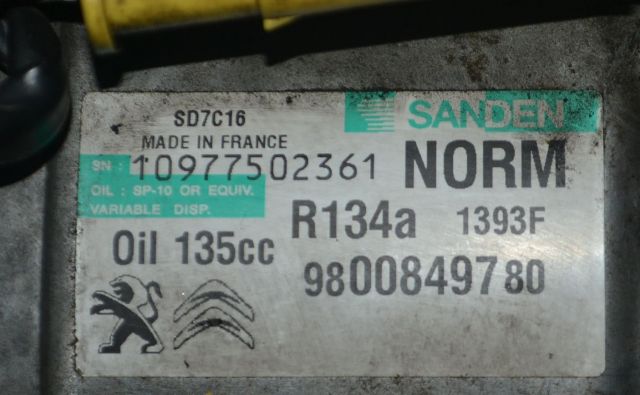 SD7C16 SANDEN
MADE IN FRANCE
SN : 10977502361 NORM
OIL : SP-10 OR EQUIV.
VARIABLE DISP. R134a 1393F
Oil 135cc
9800849780